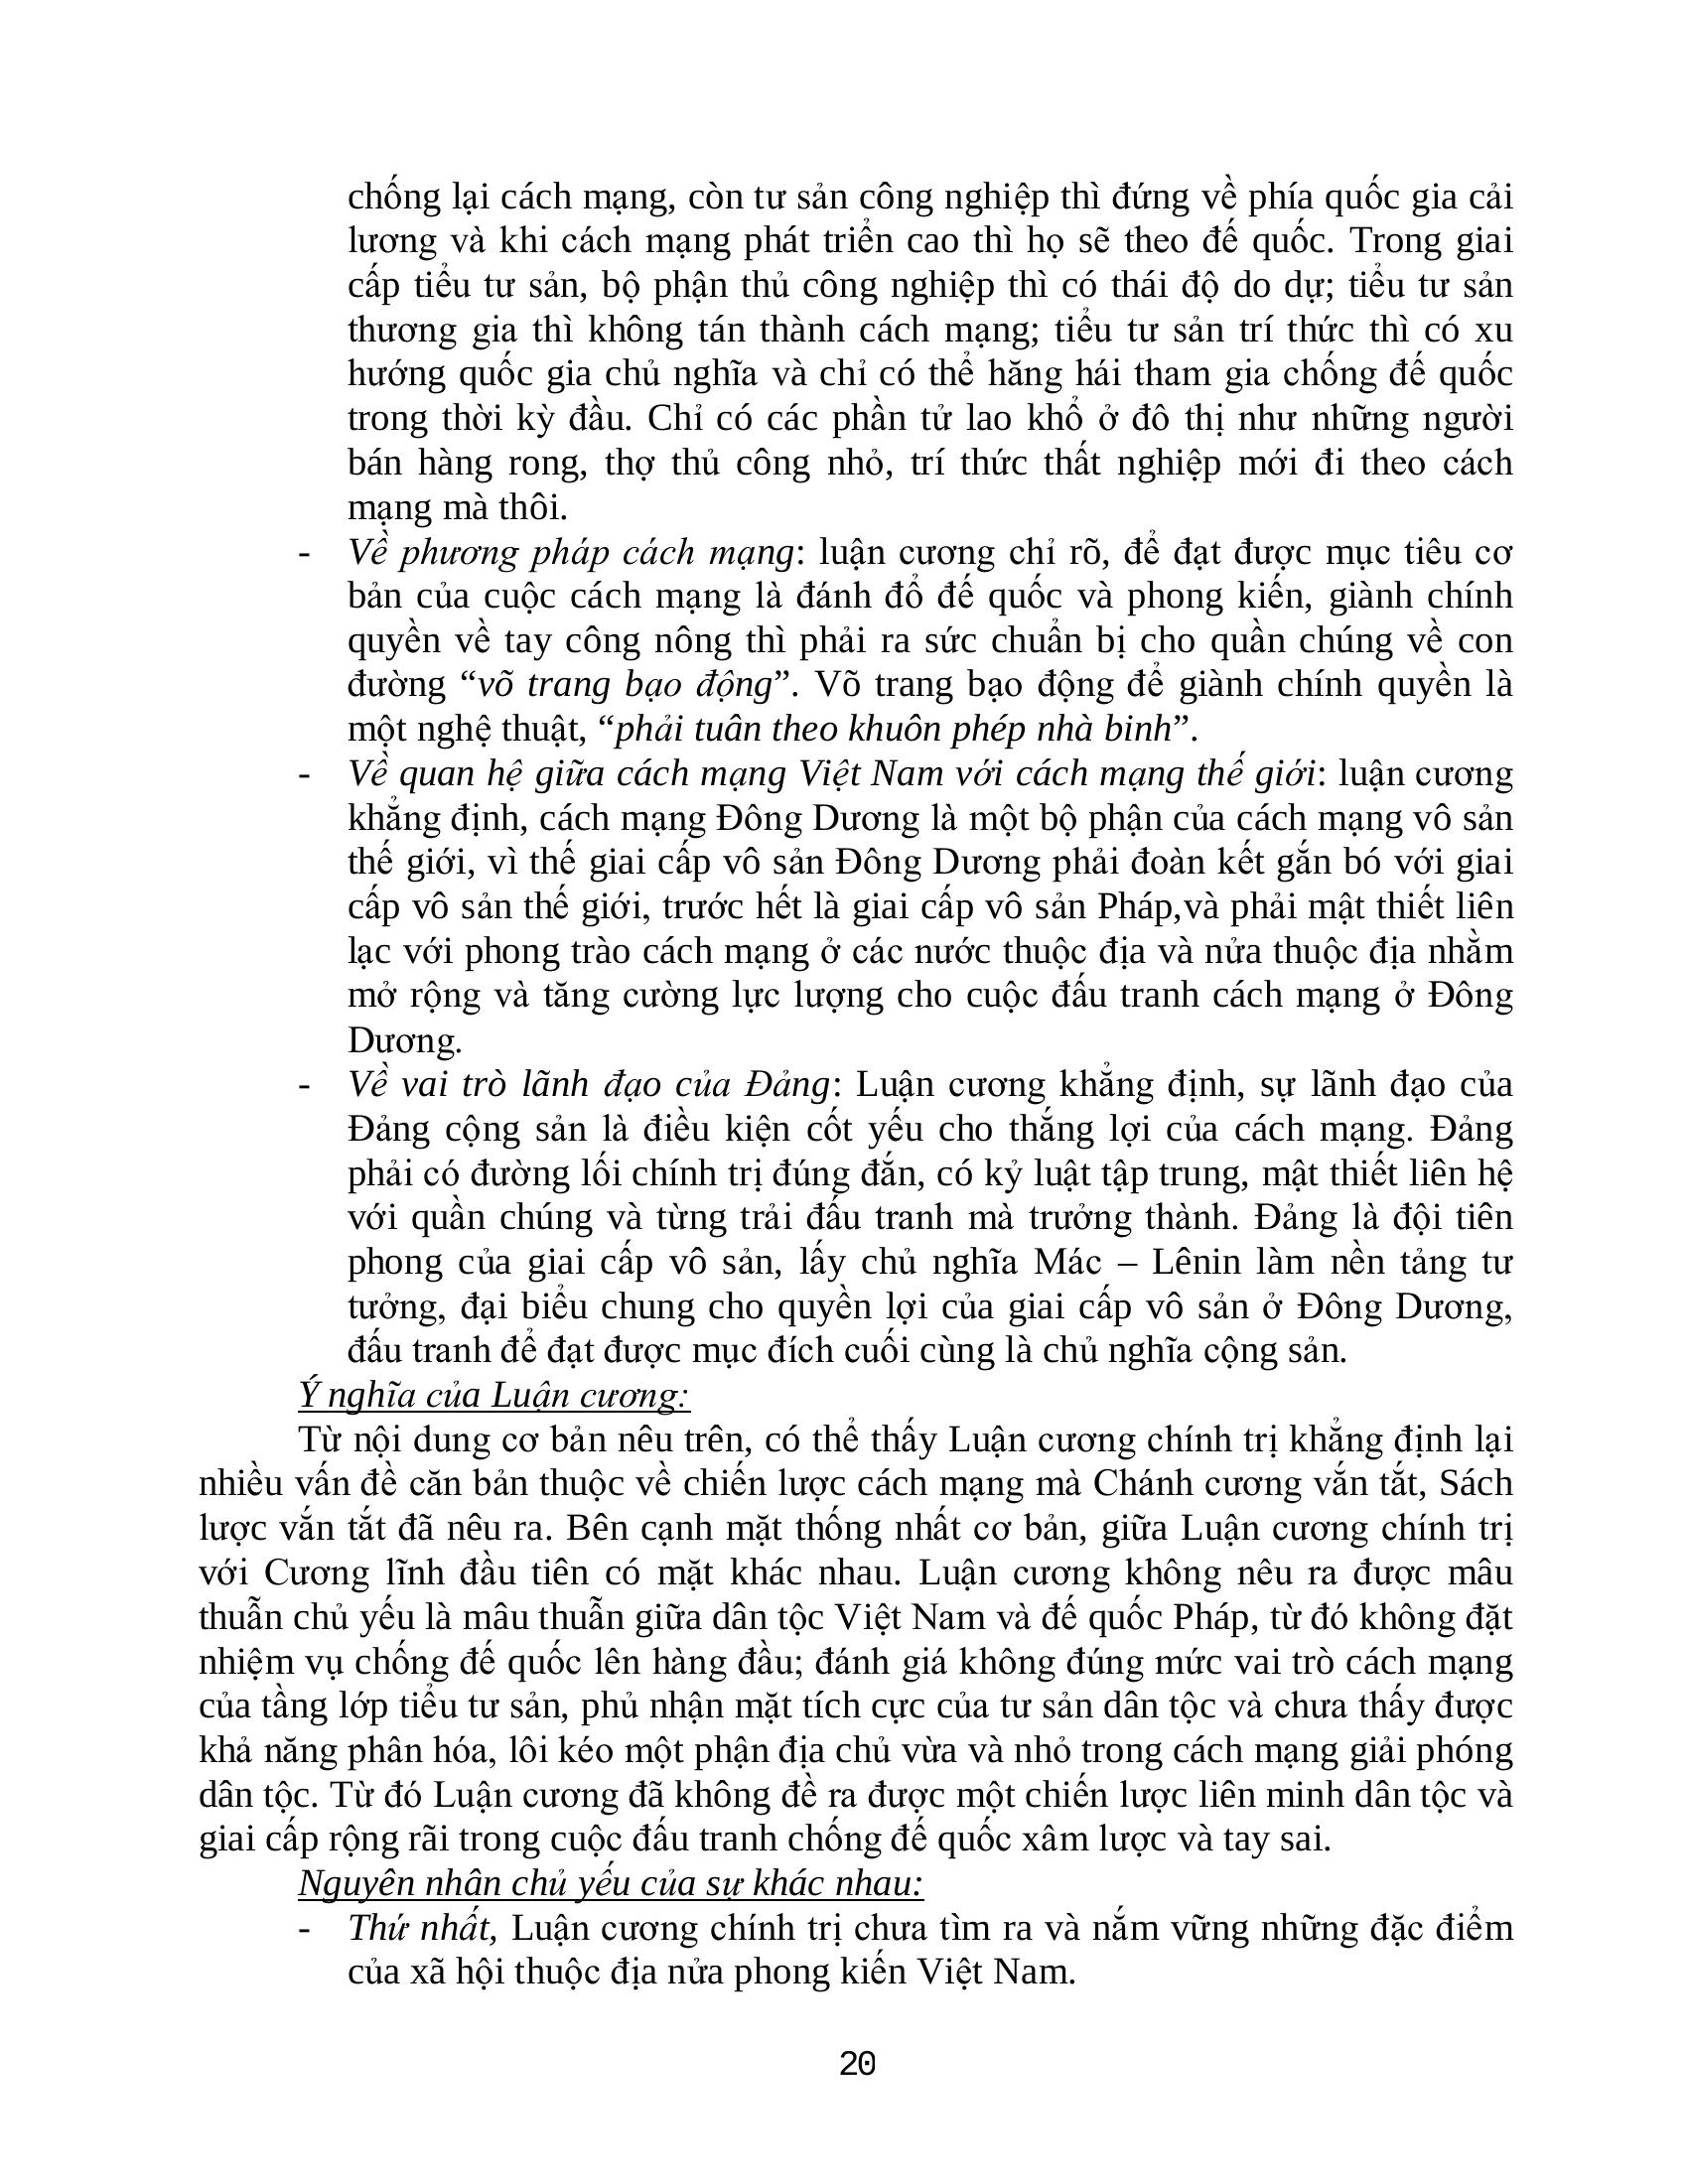 chống lại cách mạng, còn tư sản công nghiệp thì đứng về phía quốc gia cải
lương và khi cách mạng phát triển cao thì họ sẽ theo đế quốc. Trong giai
cấp tiểu tư sản, bộ phận thủ công nghiệp thì có thái độ do dự; tiểu tư sản
thương gia thì không tán thành cách mạng; tiểu tư sản trí thức thì có xu
hướng quốc gia chủ nghĩa và chỉ có thể hăng hái tham gia chống đế quốc
trong thời kỳ đầu. Chỉ có các phần tử lao khổ ở đô thị như những người
bán hàng rong, thợ thủ công nhỏ, trí thức thất nghiệp mới đi theo cách
mạng mà thôi.
- Về phương pháp cách mạng: luận cương chỉ rõ, để đạt được mục tiêu cơ
bản của cuộc cách mạng là đánh đổ đế quốc và phong kiến, giành chính
quyền về tay công nông thì phải ra sức chuẩn bị cho quần chúng về con
đường “võ trang bạo động”. Võ trang bạo động để giành chính quyền là
một nghệ thuật, “phải tuân theo khuôn phép nhà binh”.
- Về quan hệ giữa cách mạng Việt Nam với cách mạng thế giới: luận cương
khẳng định, cách mạng Đông Dương là một bộ phận của cách mạng vô sản
thế giới, vì thế giai cấp vô sản Đông Dương phải đoàn kết gắn bó với giai
cấp vô sản thế giới, trước hết là giai cấp vô sản Pháp,và phải mật thiết liên
lạc với phong trào cách mạng ở các nước thuộc địa và nửa thuộc địa nhằm
mở rộng và tăng cường lực lượng cho cuộc đấu tranh cách mạng ở Đông
Dương.
- Về vai trò lãnh đạo của Đảng: Luận cương khẳng định, sự lãnh đạo của
Đảng cộng sản là điều kiện cốt yếu cho thắng lợi của cách mạng. Đảng
phải có đường lối chính trị đúng đắn, có kỷ luật tập trung, mật thiết liên hệ
với quần chúng và từng trải đấu tranh mà trưởng thành. Đảng là đội tiên
phong của giai cấp vô sản, lấy chủ nghĩa Mác – Lênin làm nền tảng tư
tưởng, đại biểu chung cho quyền lợi của giai cấp vô sản ở Đông Dương,
đấu tranh để đạt được mục đích cuối cùng là chủ nghĩa cộng sản.
Ý nghĩa của Luận cương:
Từ nội dung cơ bản nêu trên, có thể thấy Luận cương chính trị khẳng định lại
nhiều vấn đề căn bản thuộc về chiến lược cách mạng mà Chánh cương vắn tắt, Sách
lược vắn tắt đã nêu ra. Bên cạnh mặt thống nhất cơ bản, giữa Luận cương chính trị
với Cương lĩnh đầu tiên có mặt khác nhau. Luận cương không nêu ra được mâu
thuẫn chủ yếu là mâu thuẫn giữa dân tộc Việt Nam và đế quốc Pháp, từ đó không đặt
nhiệm vụ chống đế quốc lên hàng đầu; đánh giá không đúng mức vai trò cách mạng
của tầng lớp tiểu tư sản, phủ nhận mặt tích cực của tư sản dân tộc và chưa thấy được
khả năng phân hóa, lôi kéo một phận địa chủ vừa và nhỏ trong cách mạng giải phóng
dân tộc. Từ đó Luận cương đã không đề ra được một chiến lược liên minh dân tộc và
giai cấp rộng rãi trong cuộc đấu tranh chống đế quốc xâm lược và tay sai.
Nguyên nhân chủ yếu của sự khác nhau:
- Thứ nhất, Luận cương chính trị chưa tìm ra và nắm vững những đặc điểm
của xã hội thuộc địa nửa phong kiến Việt Nam.
20